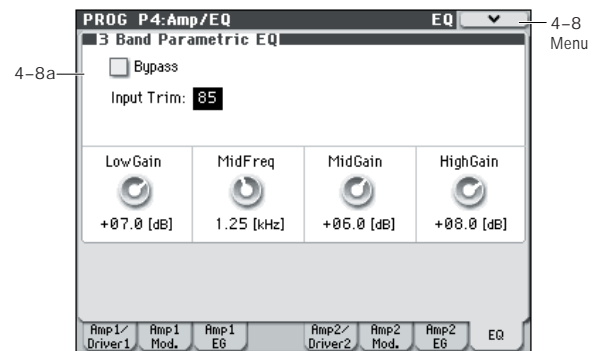 PROG P4:Amp/EQ EQ
4–8
Menu
3 Band Parametric EQ
4–8a
Bypass
Input Trim: 85
LowGain MidFreq MidGain HighGain
+07.0 [dB] 1.25 [kHz] +06.0 [dB] +08.0 [dB]
Amp1/ Amp1 Amp1 Amp2/ Amp2 Amp2 EQ
Driver1 Mod. EG Driver2 Mod. EG